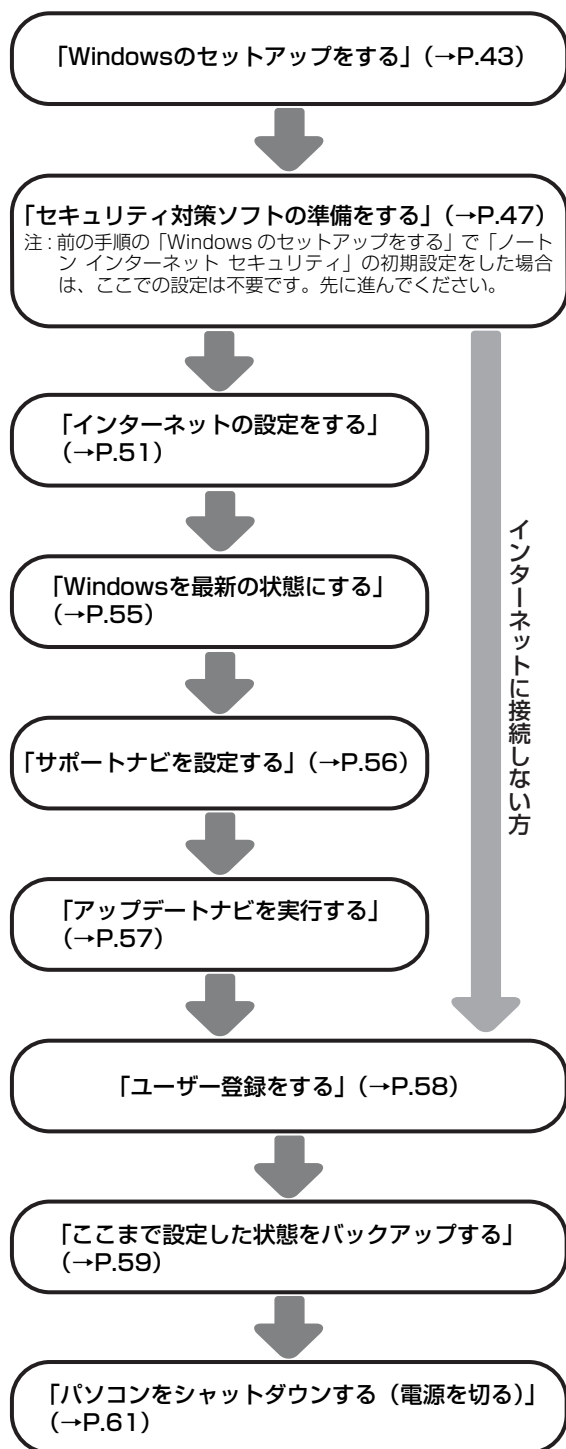 「Windowsのセットアップをする」(→P.43)
「セキュリティ対策ソフトの準備をする」(→P.47)
注:前の手順の「Windows のセットアップをする」で「ノート
ン インターネット セキュリティ」の初期設定をした場合
は、ここでの設定は不要です。先に進んでください。
「インターネットの設定をする」
(→P.51)
「Windowsを最新の状態にする」
(→P.55)
「サポートナビを設定する」(→P.56)
「アップデートナビを実行する」
(→P.57)
インターネットに接続しない方
「ユーザー登録をする」(→P.58)
「ここまで設定した状態をバックアップする」
(→P.59)
「パソコンをシャットダウンする(電源を切る)」
(→P.61)